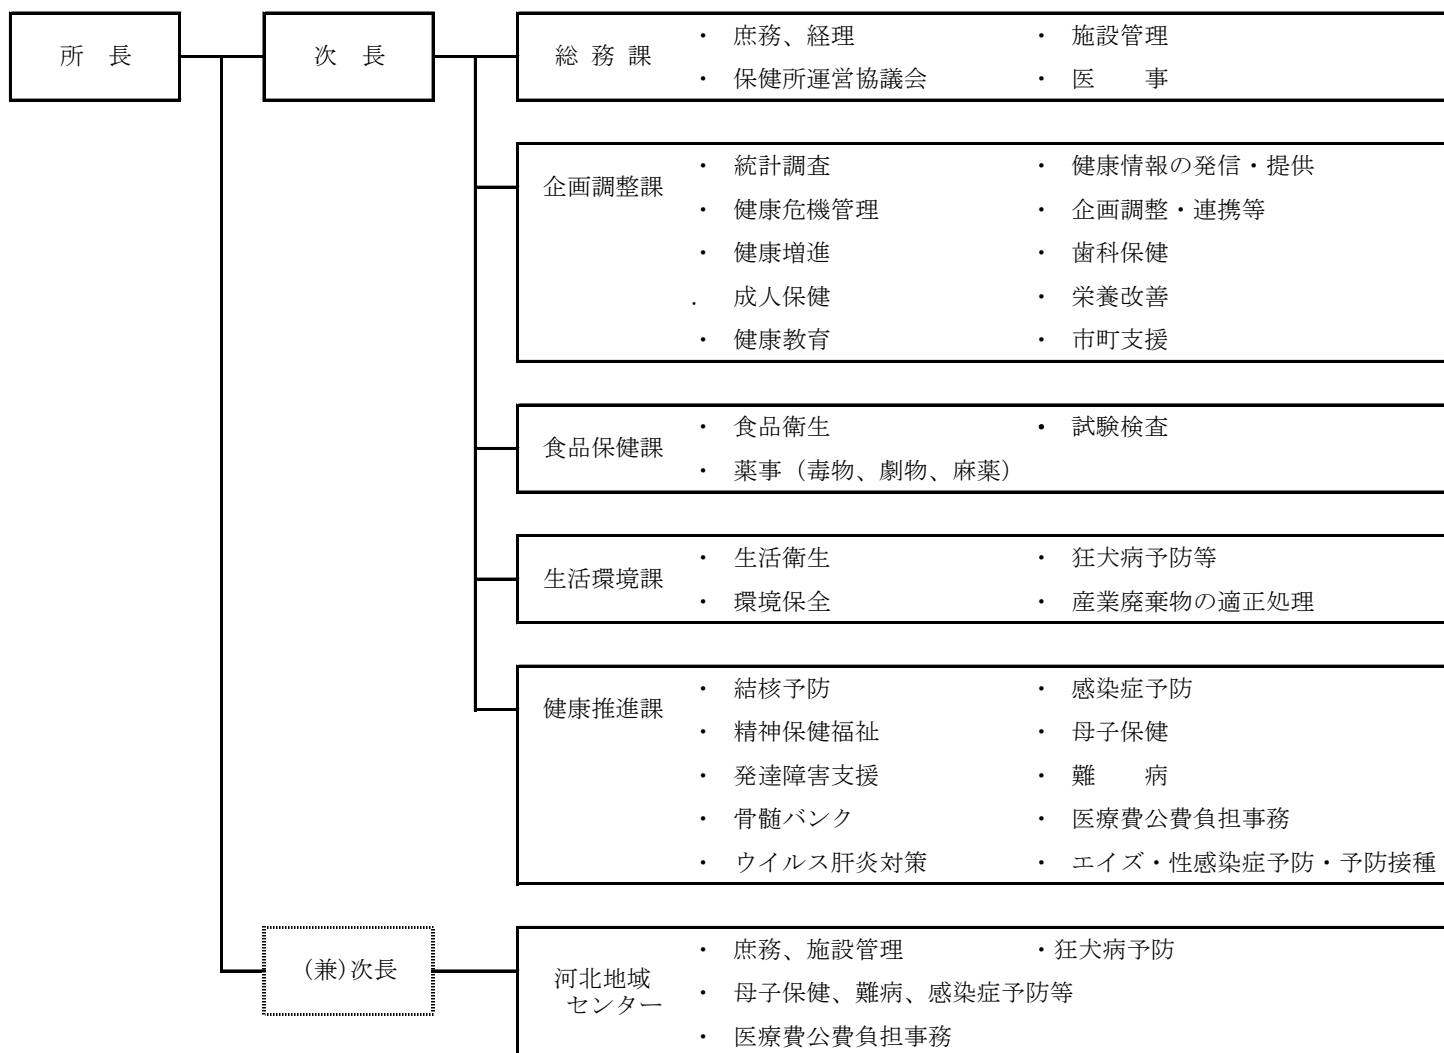 所　長
次　長
総 務 課
・ 庶務、経理　・ 施設管理
・ 保健所運営協議会　・ 医　　事
企画調整課
・ 統計調査　・ 健康情報の発信・提供
・ 健康危機管理　・ 企画調整・連携等
・ 健康増進　・ 歯科保健
. 成人保健　・ 栄養改善
・ 健康教育　・ 市町支援
食品保健課
・ 食品衛生　・ 試験検査
・ 薬事（毒物、劇物、麻薬）
生活環境課
・ 生活衛生　・ 狂犬病予防等
・ 環境保全　・ 産業廃棄物の適正処理
健康推進課
・ 結核予防　・ 感染症予防
・ 精神保健福祉　・ 母子保健
・ 発達障害支援　・ 難　　病
・ 骨髄バンク　・ 医療費公費負担事務
・ ウイルス肝炎対策　・ エイズ・性感染症予防・予防接種
(兼)次長
河北地域
センター
・ 庶務、施設管理　・狂犬病予防
・ 母子保健、難病、感染症予防等
・ 医療費公費負担事務